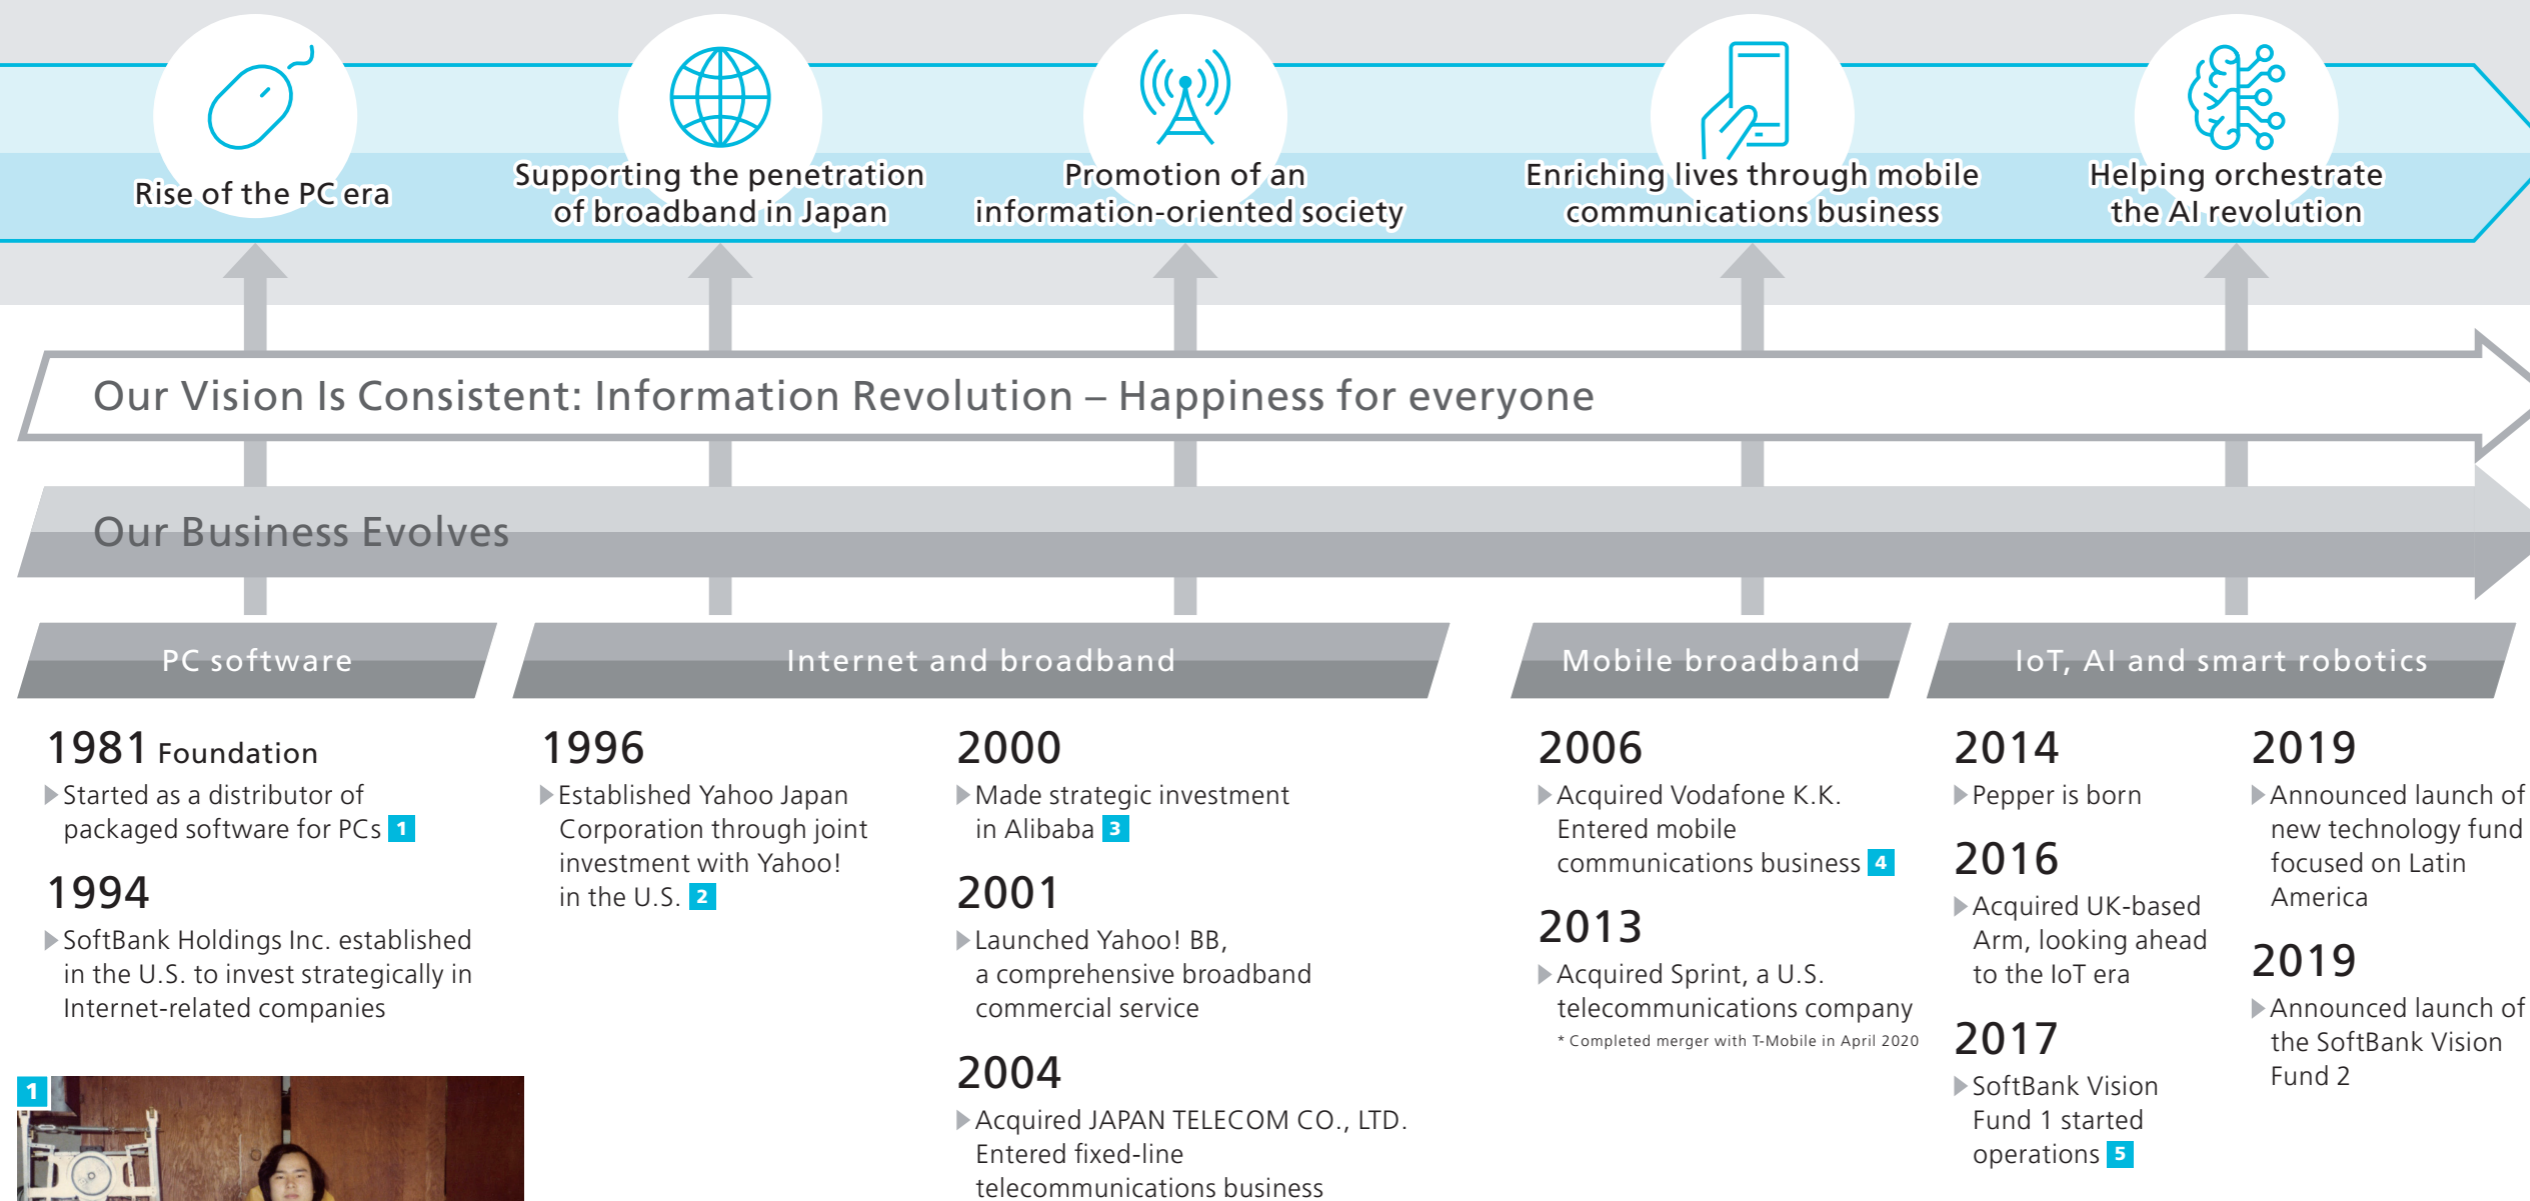 Rise of the PC era
Supporting the penetration
of broadband in Japan
Promotion of an
information-oriented society
Enriching lives through mobile
communications business
Helping orchestrate
the AI revolution
Our Vision Is Consistent: Information Revolution – Happiness for everyone
Our Business Evolves
PC software
1981 Foundation
Started as a distributor of
packaged software for PCs 1
1994
SoftBank Holdings Inc. established
in the U.S. to invest strategically in
Internet-related companies
1
Internet and broadband
1996
Established Yahoo Japan
Corporation through joint
investment with Yahoo!
in the U.S. 2
2000
Made strategic investment
in Alibaba 3
2001
Launched Yahoo! BB,
a comprehensive broadband
commercial service
2004
Acquired JAPAN TELECOM CO., LTD.
Entered fixed-line
telecommunications business
Mobile broadband
2006
Acquired Vodafone K.K.
Entered mobile
communications business 4
2013
Acquired Sprint, a U.S.
telecommunications company
* Completed merger with T-Mobile in April 2020
IoT, AI and smart robotics
2014
Pepper is born
2016
Acquired UK-based
Arm, looking ahead
to the IoT era
2017
SoftBank Vision
Fund 1 started
operations 5
2019
Announced launch of
new technology fund
focused on Latin
America
2019
Announced launch of
the SoftBank Vision
Fund 2